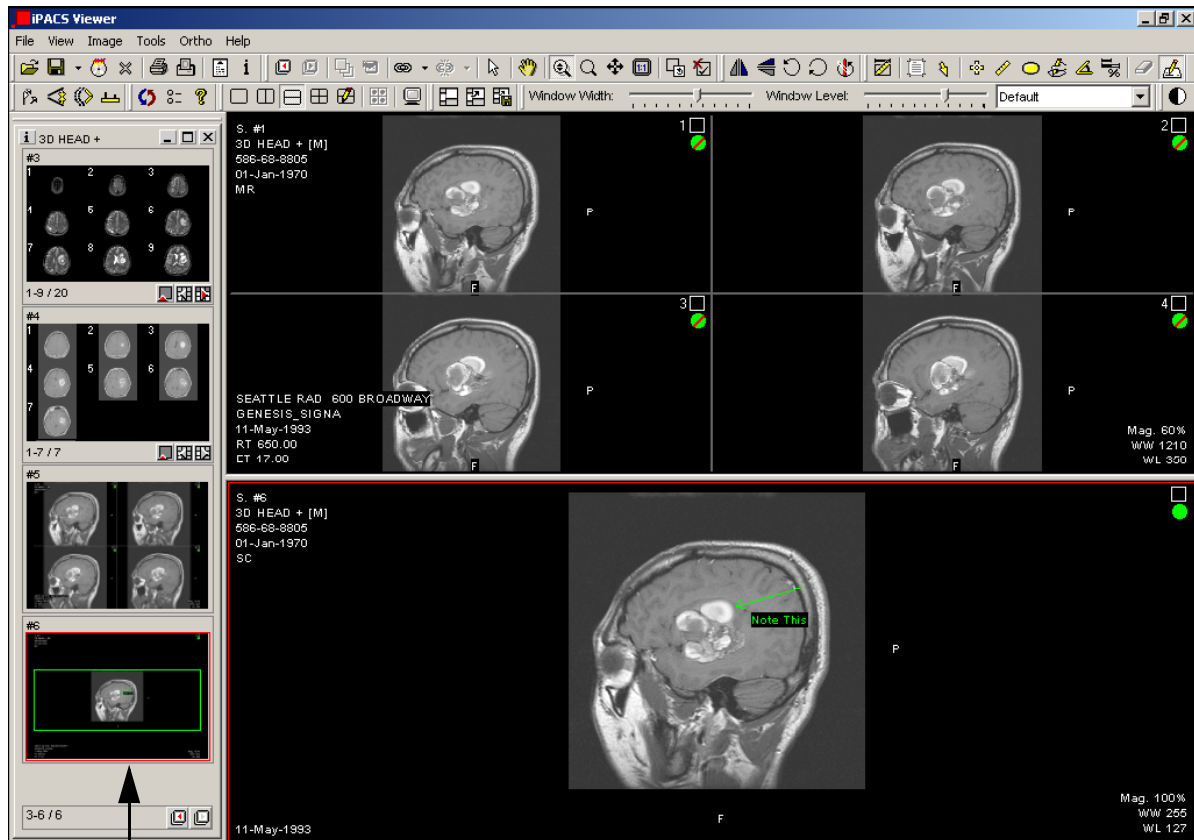 iPACS Viewer
File View Image Tools Ortho Help
Window Width: Window Level: Default
3D HEAD +
#3
1 2 3
4 5 6
7 8 9
1-9 / 20
#4
1 2 3
4 5 6
7
1-7 / 7
#5
#6
3-6 / 6
S. #1
3D HEAD + [M]
586-68-8805
01-Jan-1970
MR
1
P
F
2
P
F
3
P
F
SEATTLE RAD 600 BROADWAY
GENESIS_SIGNA
11-May-1993
RT 650.00
ET 17.00
4
P
F
Mag. 60%
WW 1210
WL 350
S. #6
3D HEAD + [M]
586-68-8805
01-Jan-1970
SC
Note This
P
F
11-May-1993
Mag. 100%
WW 255
WL 127